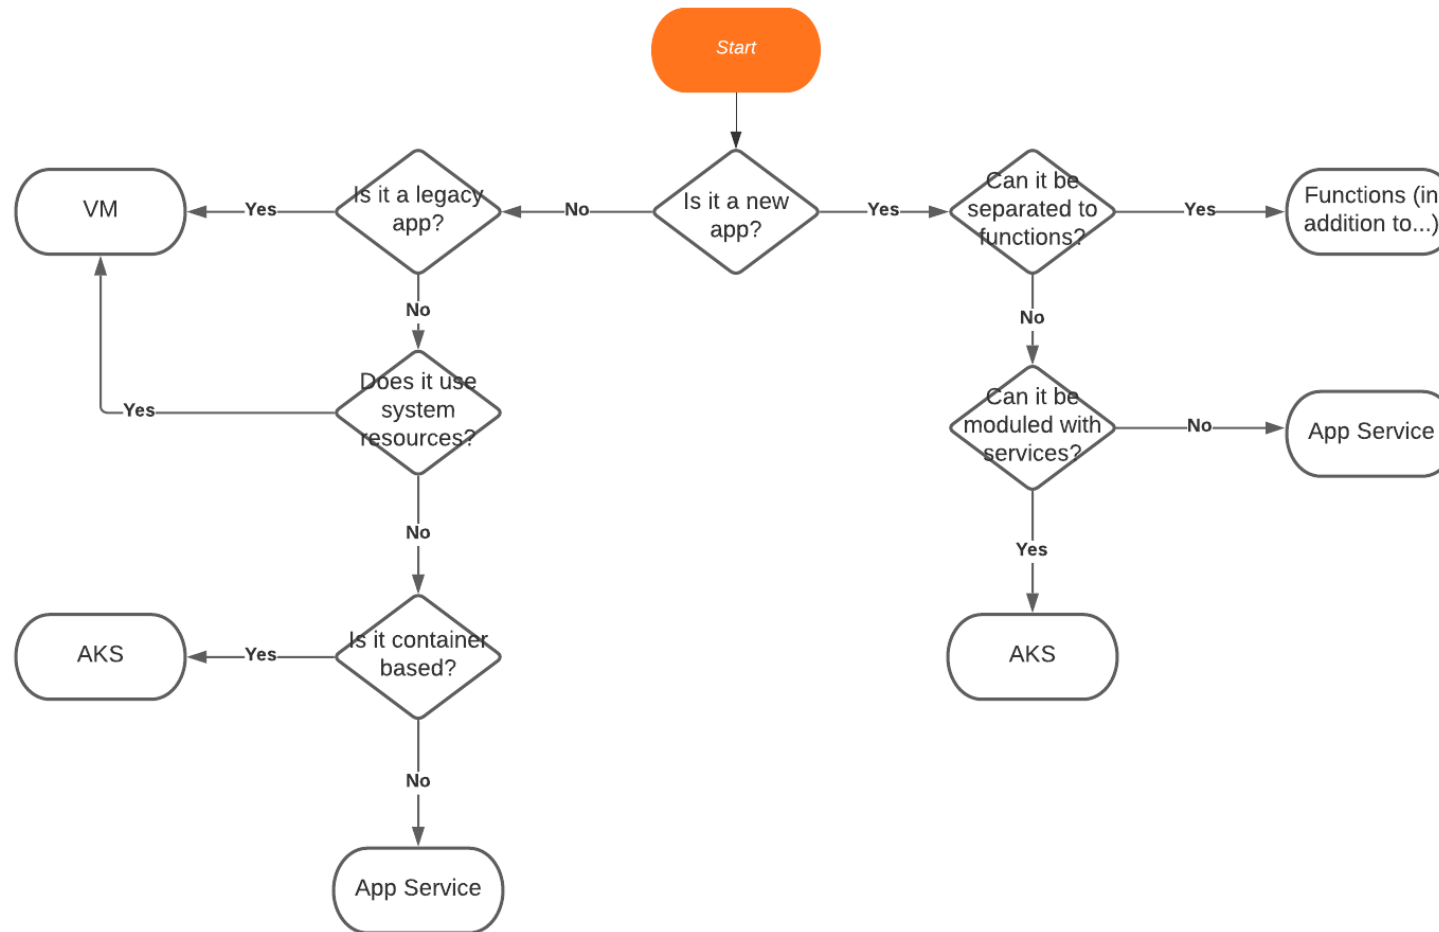 Start
VM
Yes
Is it a legacy
app?
No
Is it a new
app?
Yes
Can it be
separated to
functions?
Yes
Functions (in
addition to...)
No
No
Does it use
system
resources?
Yes
Can it be
moduled with
services?
No
App Service
No
Yes
AKS
Yes
Is it container
based?
AKS
No
App Service